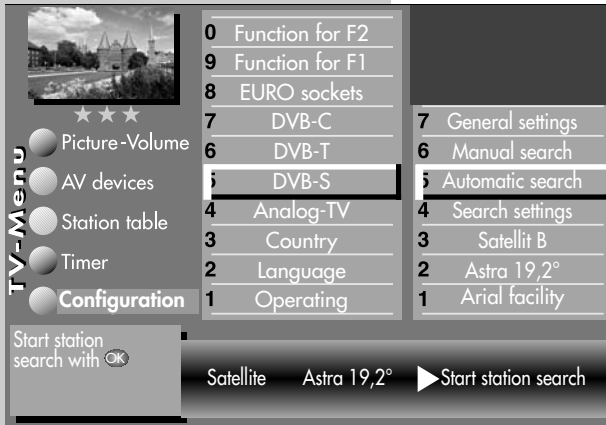 TV-Menu
Picture-Volume
AV devices
Station table
Timer
Configuration
0 Function for F2
9 Function for F1
8 EURO sockets
7 DVB-C
6 DVB-T
5 DVB-S
4 Analog-TV
3 Country
2 Language
1 Operating
7 General settings
6 Manual search
5 Automatic search
4 Search settings
3 Satellit B
2 Astra 19,2°
1 Arial facility
Start station
search with OK
Satellite Astra 19,2° Start station search